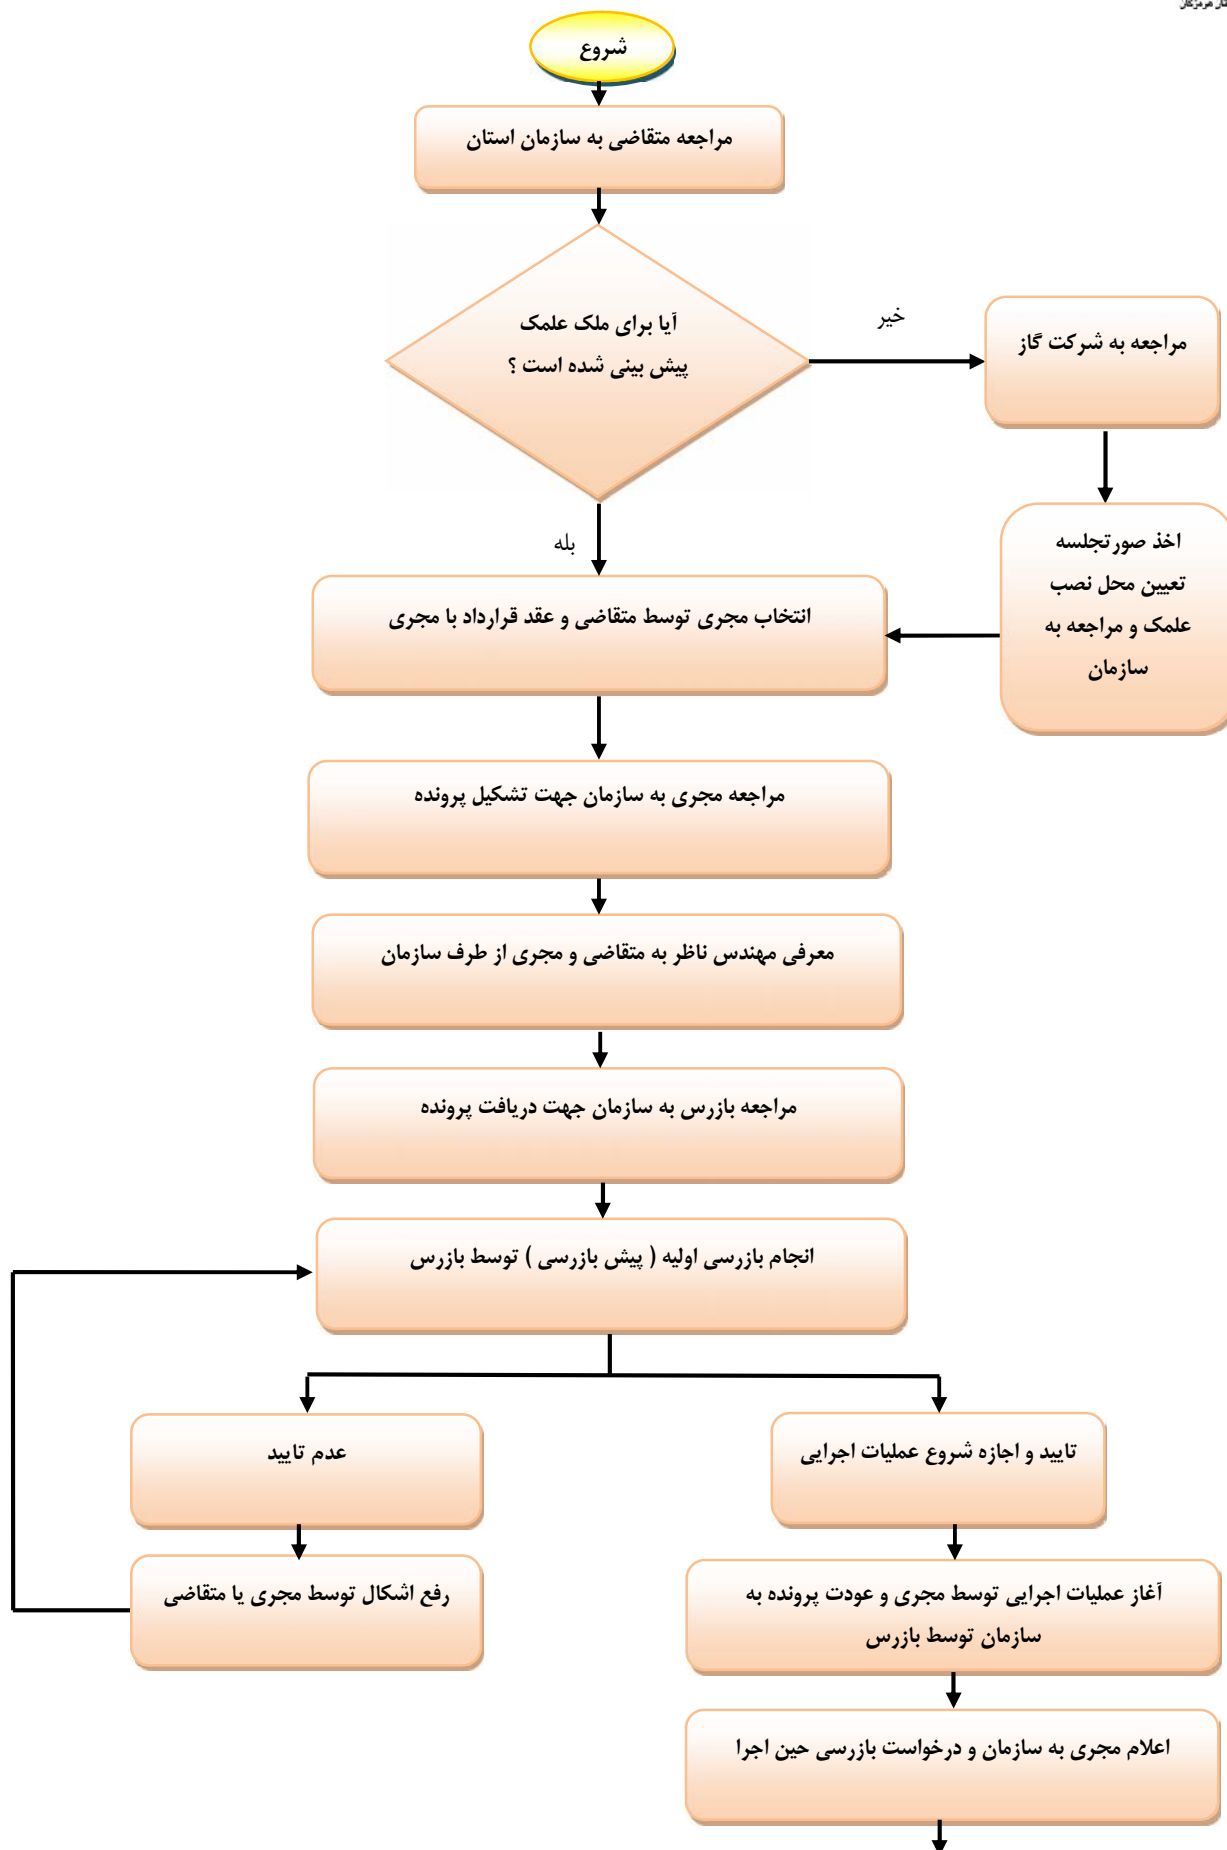 شروع
مراجعه متقاضی به سازمان استان
آیا برای ملک علمک
پیش بینی شده است ؟
خیر
مراجعه به شرکت گاز
اخذ صورتجلسه
تعیین محل نصب
علمک و مراجعه به
سازمان
بله
انتخاب مجری توسط متقاضی و عقد قرارداد با مجری
مراجعه مجری به سازمان جهت تشکیل پرونده
معرفی مهندس ناظر به متقاضی و مجری از طرف سازمان
مراجعه بازرس به سازمان جهت دریافت پرونده
انجام بازرسی اولیه ( پیش بازرسی ) توسط بازرس
تایید و اجازه شروع عملیات اجرایی
عدم تایید
آغاز عملیات اجرایی توسط مجری و عودت پرونده به
سازمان توسط بازرس
رفع اشکال توسط مجری یا متقاضی
اعلام مجری به سازمان و درخواست بازرسی حین اجرا